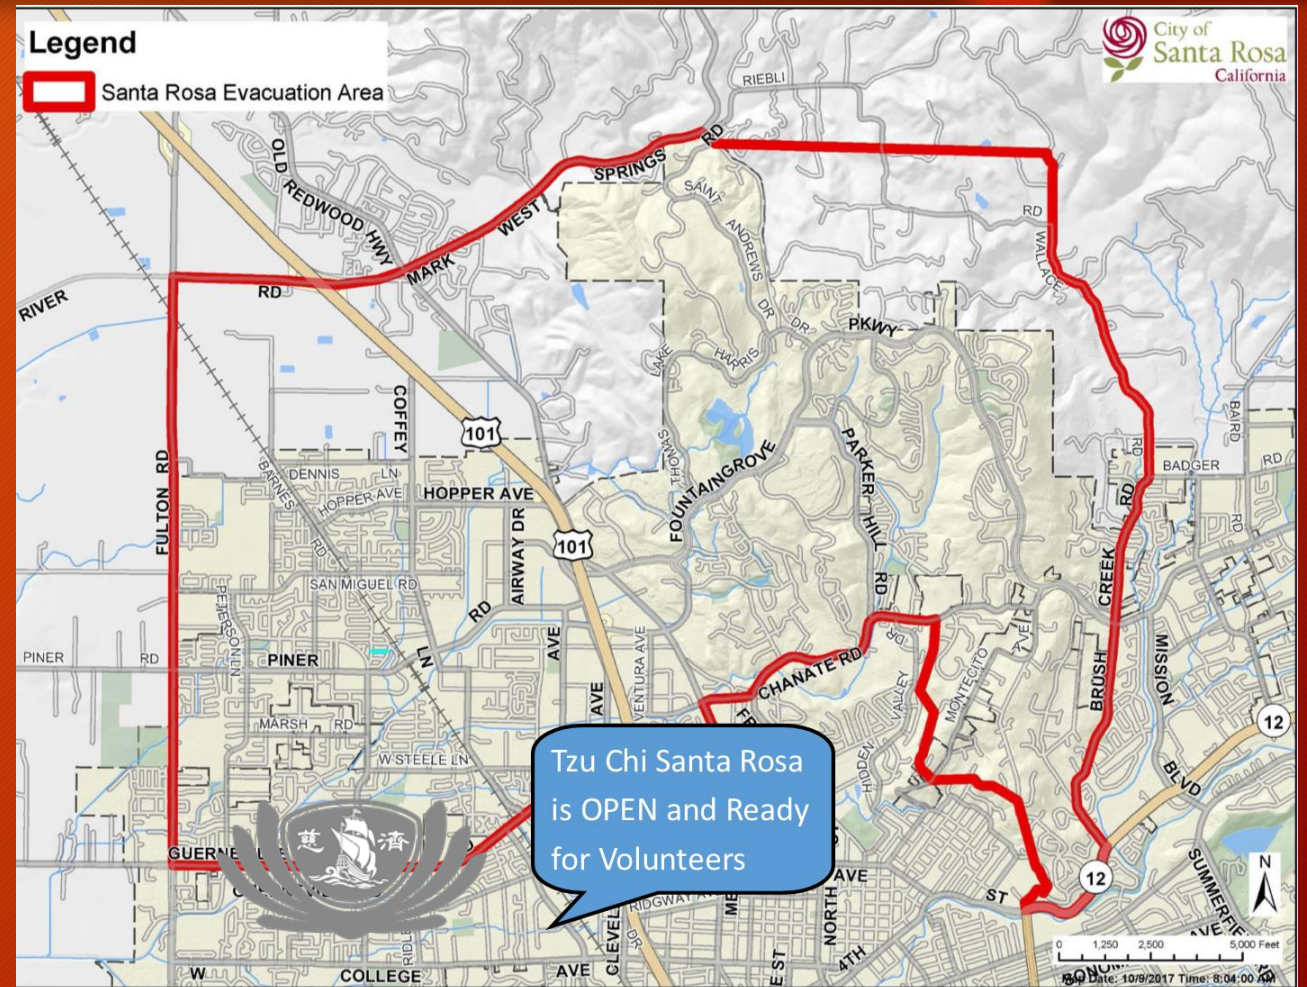 Legend
Santa Rosa Evacuation Area
City of
Santa Rosa
California
RIEBLI
OLD REDWOOD HWY
SPRINGS
RD
WEST
MARK
RD
RIVER
SAINT
ANDREWS
DR
RD
WALLACE
DR
PKWY
LAKE
HARRIS
THOMAS
FOUNTAINGROVE
PARKER HILL
RD
COFFEY
101
101
FULTON RD
BARNES
RD
DENNIS
LN
HOPPER AVE
HOPPER AVE
AIRWAY DR
SAN MIGUEL RD
RD
PETERSON LN
PINER
RD
PINER
LN
AVE
AVE
VENTURA AVE
MARSH
RD
W STEELE LN
CHANATE RD
DR
VALLEY
HIDDEN
MONTECITO
AVE
BAIRD
RD
BADGER
RD
RD
RD
CREEK
BRUSH
MISSION
BLVD
12
12
Tzu Chi Santa Rosa
is OPEN and Ready
for Volunteers
慈 濟
AVE
ST
RIDGWAY
NORTH
4TH
E ST
DR
W
COLLEGE
AVE
N
0 1,250 2,500 5,000 Feet
Map Date: 10/9/2017 Time: 8:04:00 AM